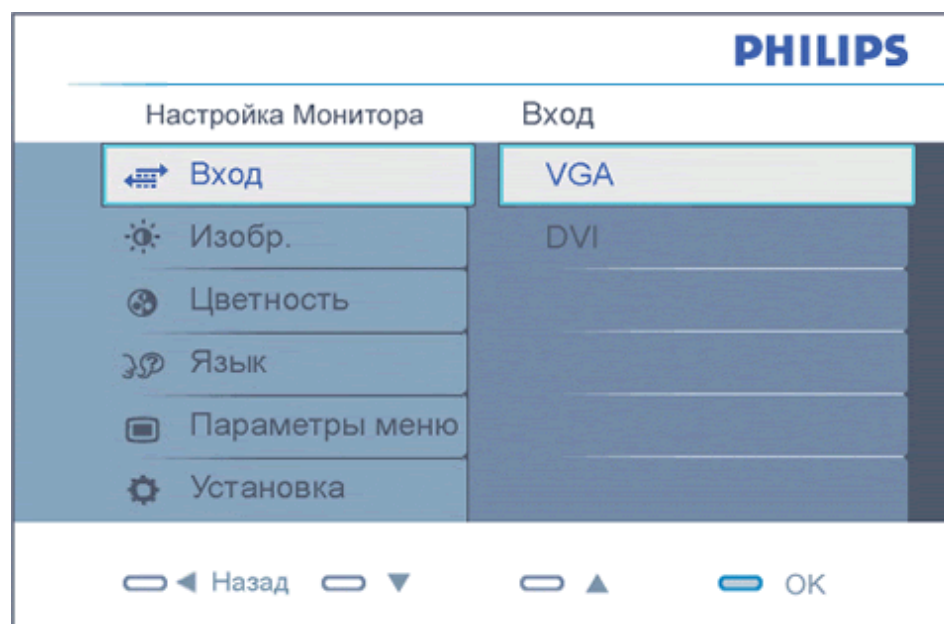 PHILIPS
Настройка Монитора Вход
Вход VGA
Изобр. DVI
Цветность
Язык
Параметры меню
Установка
Назад OK